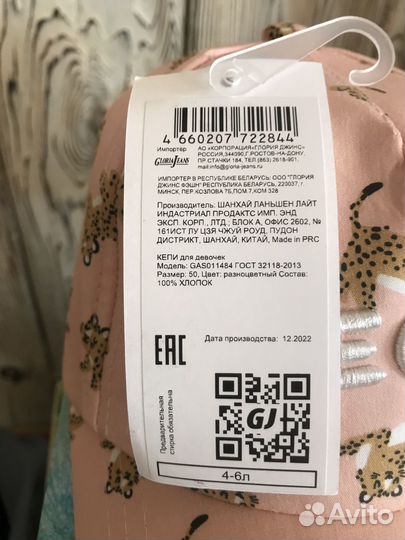 4 660207 722844
Импортёр
GLORIA JEANS
АО «КОРПОРАЦИЯ«ГЛОРИЯ ДЖИНС»
РОССИЯ,344090,Г.РОСТОВ-НА-ДОНУ,
ПР.СТАЧКИ 184, ТЕЛ.(863) 2618-901.
mail:info@gloria-jeans.ru
ИМПОРТЕР В РЕСПУБЛИКЕ БЕЛАРУСЬ: ООО "ГЛОРИЯ
ДЖИНС ФЭШН" РЕСПУБЛИКА БЕЛАРУСЬ, 220037, г.
МИНСК, ПЕР КОЗЛОВА 7Б,ПОМ 7,КОМ 328
Производитель: ШАНХАЙ ЛАНЬШЕН ЛАЙТ
ИНДАСТРИАЛ ПРОДАКТС ИМП. ЭНД
ЭКСП. КОРП., ЛТД ; БЛОК А, ОФИС 2602, №
161ИСТ ЛУ ЦЗЯ ЧЖУЙ РОУД, ПУДОН
ДИСТРИКТ, ШАНХАЙ, КИТАЙ, Made in PRC
КЕПИ для девочек
Модель: GAS011484 ГОСТ 32118-2013
Размер: 50, Цвет: разноцветный Состав:
100% ХЛОПОК
EAC
Дата производства: 12.2022
Предварительная
стирка обязательна
GJ
4-6л
Avito